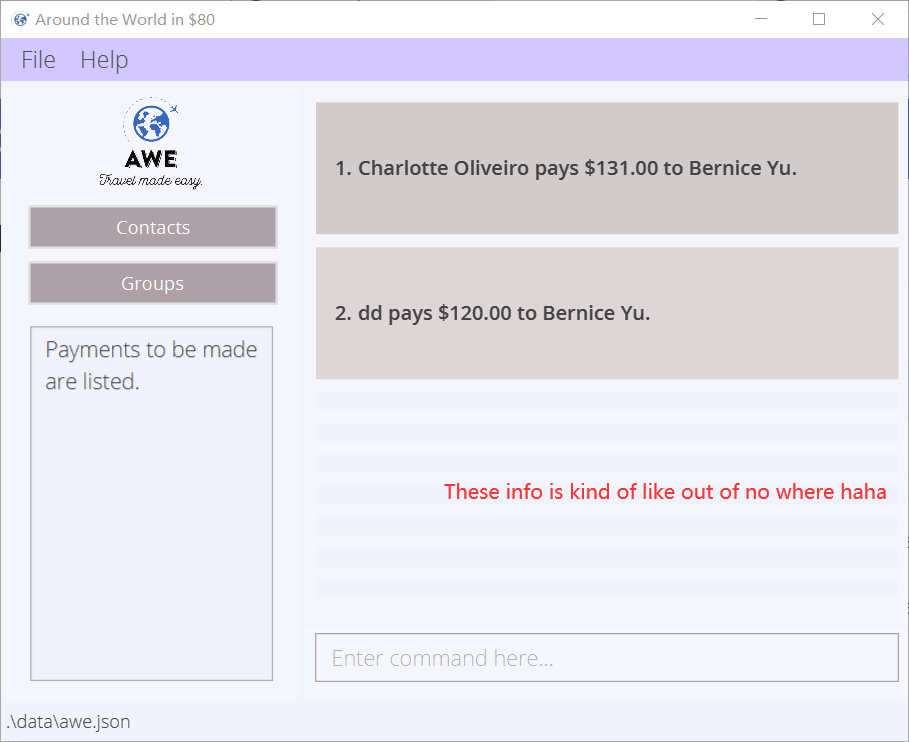 Around the World in $80
File Help
AWE
Travel made easy.
Contacts
Groups
Payments to be made
are listed.
1. Charlotte Oliveiro pays $131.00 to Bernice Yu.
2. dd pays $120.00 to Bernice Yu.
These info is kind of like out of no where haha
Enter command here...
.\data\awe.json